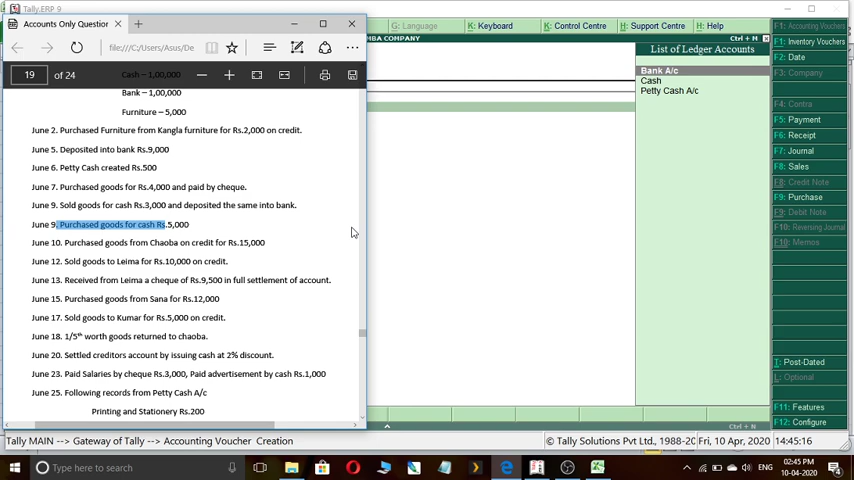 Tally.ERP 9
Accounts Only Question
file:///C:/Users/Asus/De
19 of 24
Cash – 1,00,000
Bank – 1,00,000
Furniture – 5,000
June 2. Purchased Furniture from Kangla furniture for Rs.2,000 on credit.
June 5. Deposited into bank Rs.9,000
June 6. Petty Cash created Rs.500
June 7. Purchased goods for Rs.4,000 and paid by cheque.
June 9. Sold goods for cash Rs.3,000 and deposited the same into bank.
June 9. Purchased goods for cash Rs.5,000
June 10. Purchased goods from Chaoba on credit for Rs.15,000
June 12. Sold goods to Leima for Rs.10,000 on credit.
June 13. Received from Leima a cheque of Rs.9,500 in full settlement of account.
June 15. Purchased goods from Sana for Rs.12,000
June 17. Sold goods to Kumar for Rs.5,000 on credit.
June 18. 1/5th worth goods returned to chaoba.
June 20. Settled creditors account by issuing cash at 2% discount.
June 23. Paid Salaries by cheque Rs.3,000, Paid advertisement by cash Rs.1,000
June 25. Following records from Petty Cash A/c
Printing and Stationery Rs.200
G: Language
K: Keyboard
K: Control Centre
H: Support Centre
H: Help
MBA COMPANY
Ctrl + M
List of Ledger Accounts
Bank A/c
Cash
Petty Cash A/c
F1: Accounting Vouchers
F1: Inventory Vouchers
F2: Date
F3: Company
F4: Contra
F5: Payment
F6: Receipt
F7: Journal
F8: Sales
F8: Credit Note
F9: Purchase
F9: Debit Note
F10: Reversing Journal
F10: Memos
T: Post-Dated
L: Optional
F11: Features
F12: Configure
Ctrl + N
Tally MAIN --> Gateway of Tally --> Accounting Voucher Creation
© Tally Solutions Pvt Ltd., 1988-20
Fri, 10 Apr, 2020
14:45:16
Type here to search
ENG
02:45 PM
10-04-2020
4